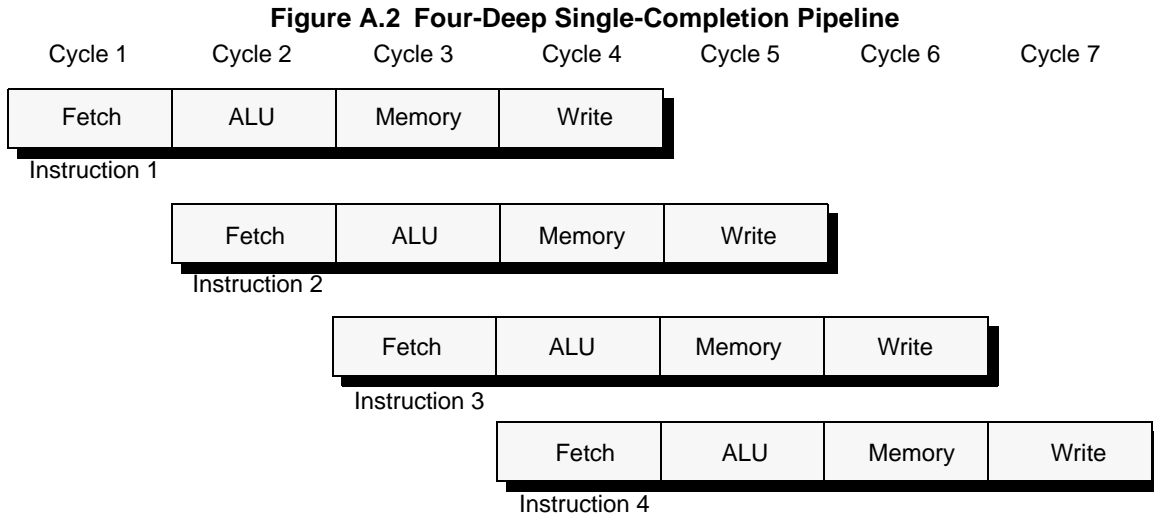 Figure A.2 Four-Deep Single-Completion Pipeline
Cycle 1 Cycle 2 Cycle 3 Cycle 4 Cycle 5 Cycle 6 Cycle 7
Fetch ALU Memory Write
Instruction 1
Fetch ALU Memory Write
Instruction 2
Fetch ALU Memory Write
Instruction 3
Fetch ALU Memory Write
Instruction 4